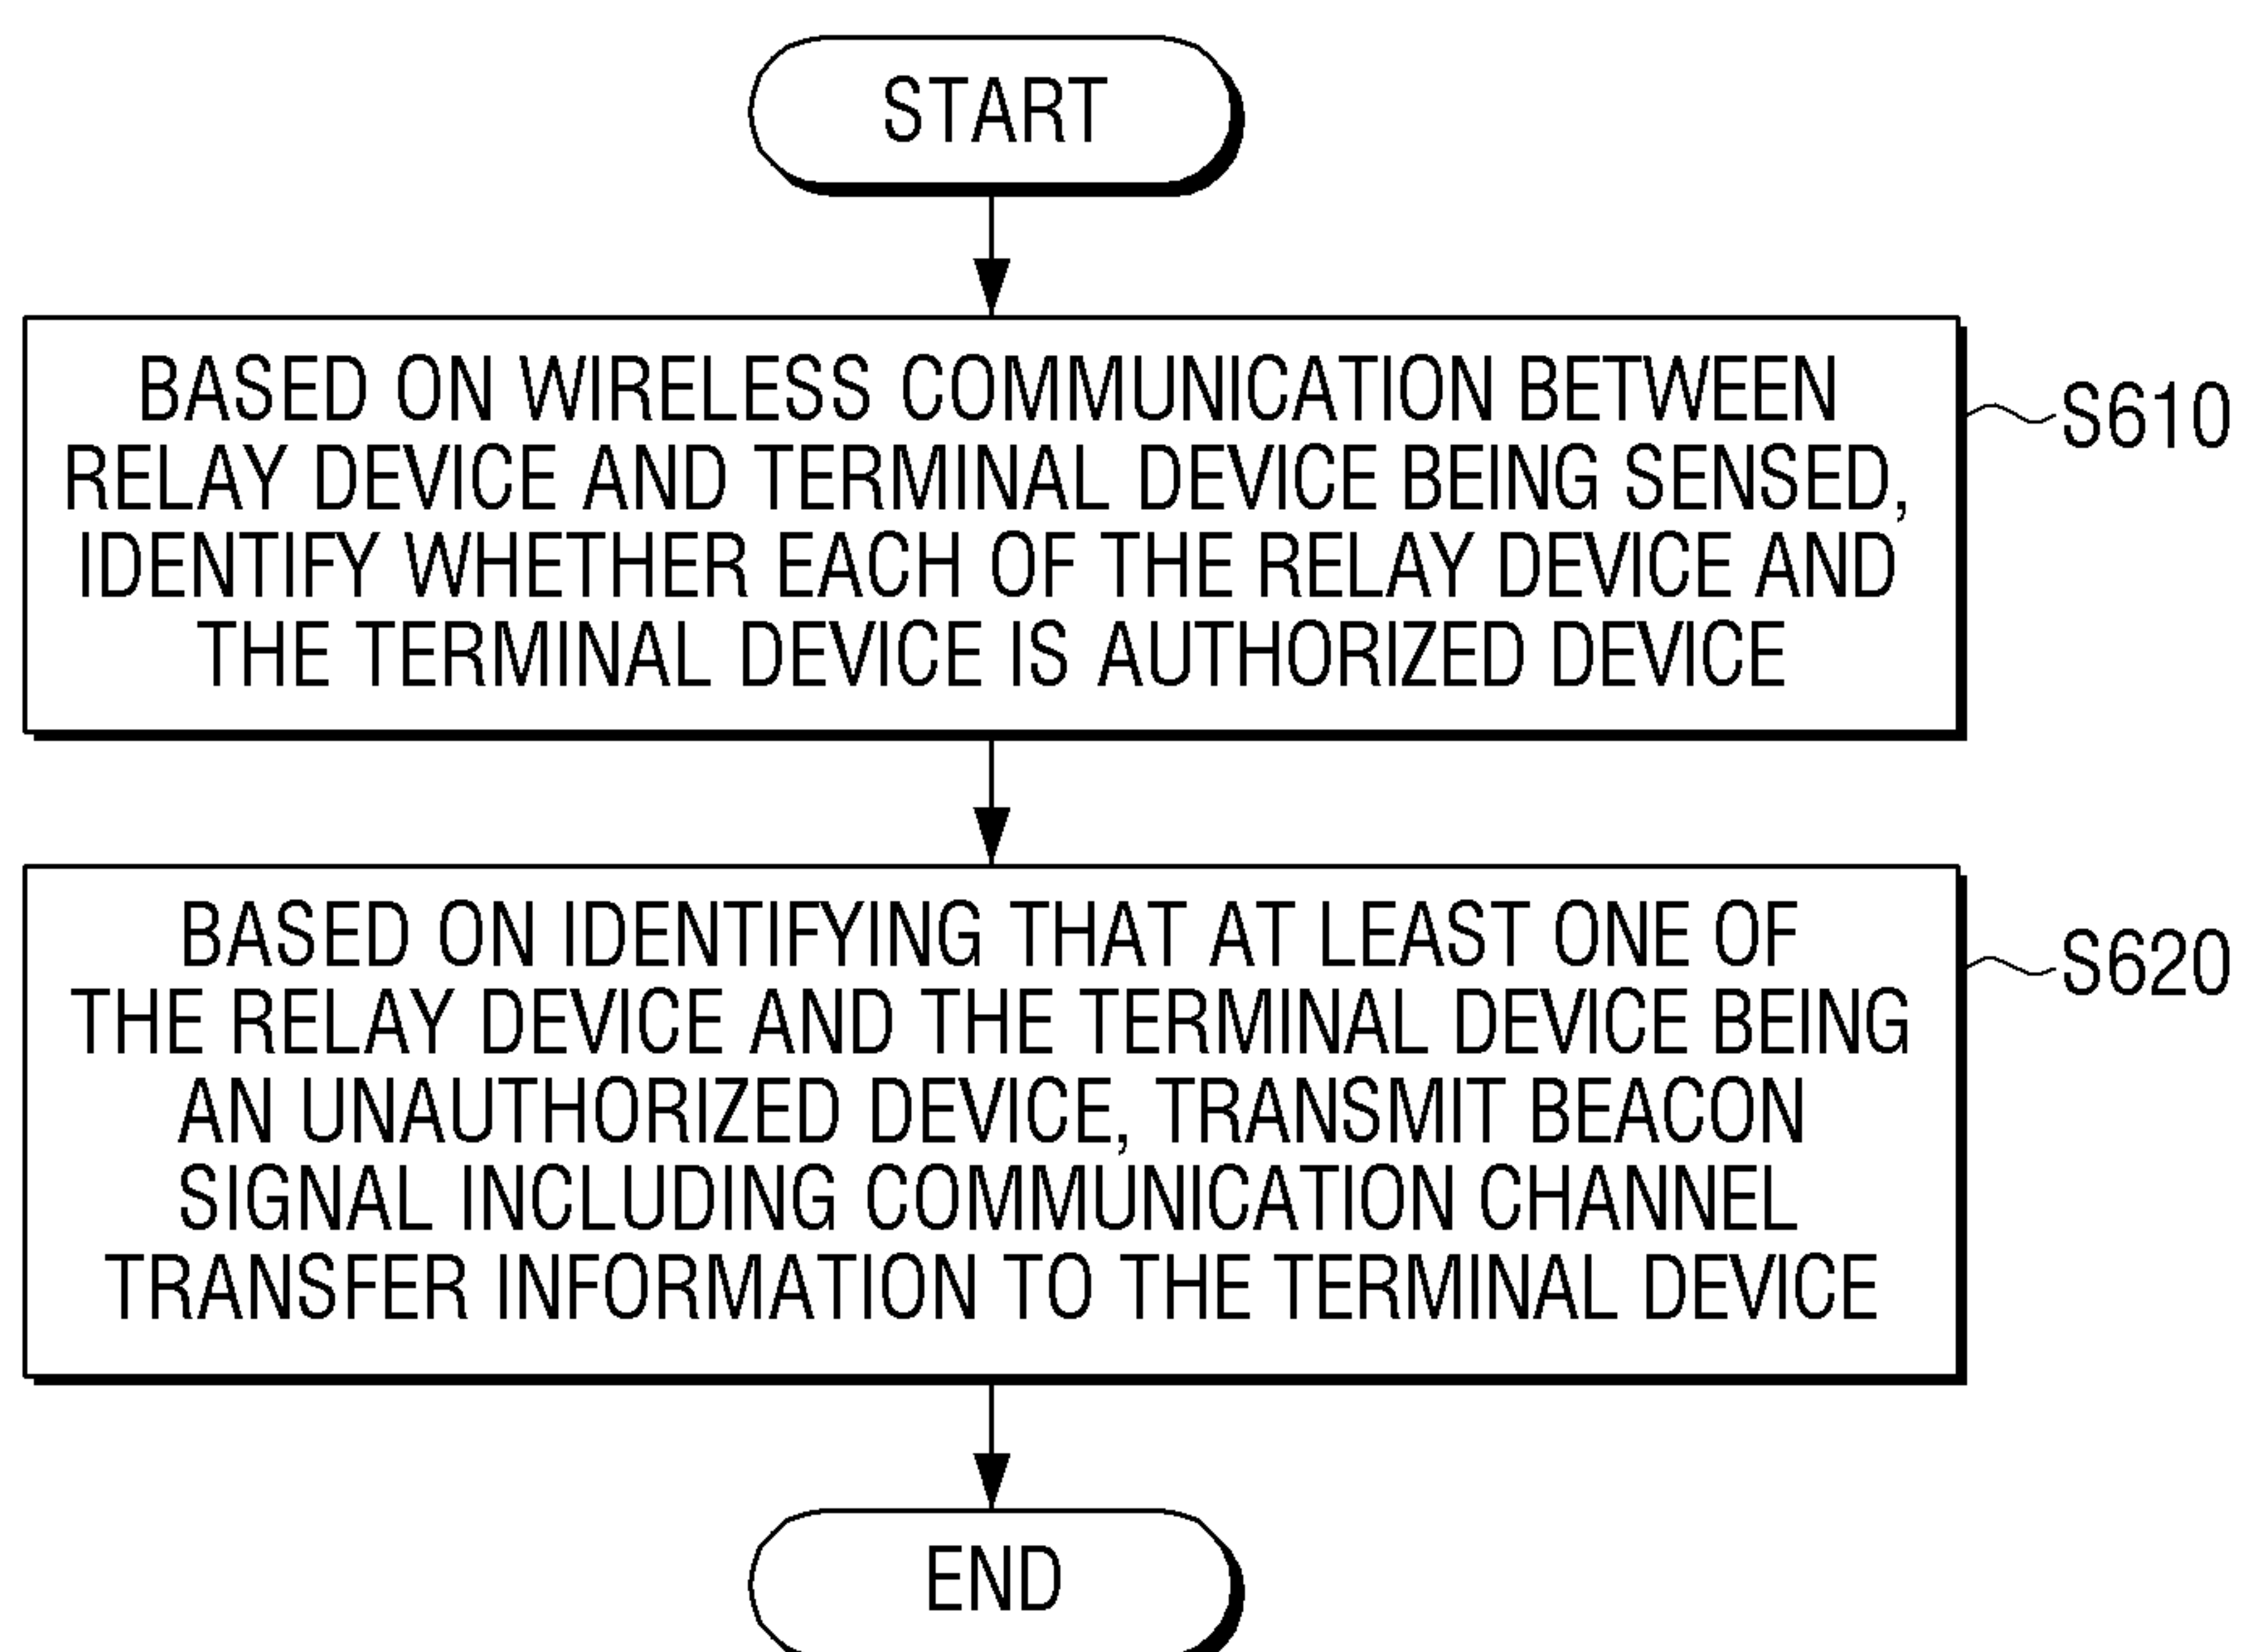 START
BASED ON WIRELESS COMMUNICATION BETWEEN
RELAY DEVICE AND TERMINAL DEVICE BEING SENSED,
IDENTIFY WHETHER EACH OF THE RELAY DEVICE AND
THE TERMINAL DEVICE IS AUTHORIZED DEVICE
S610
BASED ON IDENTIFYING THAT AT LEAST ONE OF
THE RELAY DEVICE AND THE TERMINAL DEVICE BEING
AN UNAUTHORIZED DEVICE, TRANSMIT BEACON
SIGNAL INCLUDING COMMUNICATION CHANNEL
TRANSFER INFORMATION TO THE TERMINAL DEVICE
S620
END